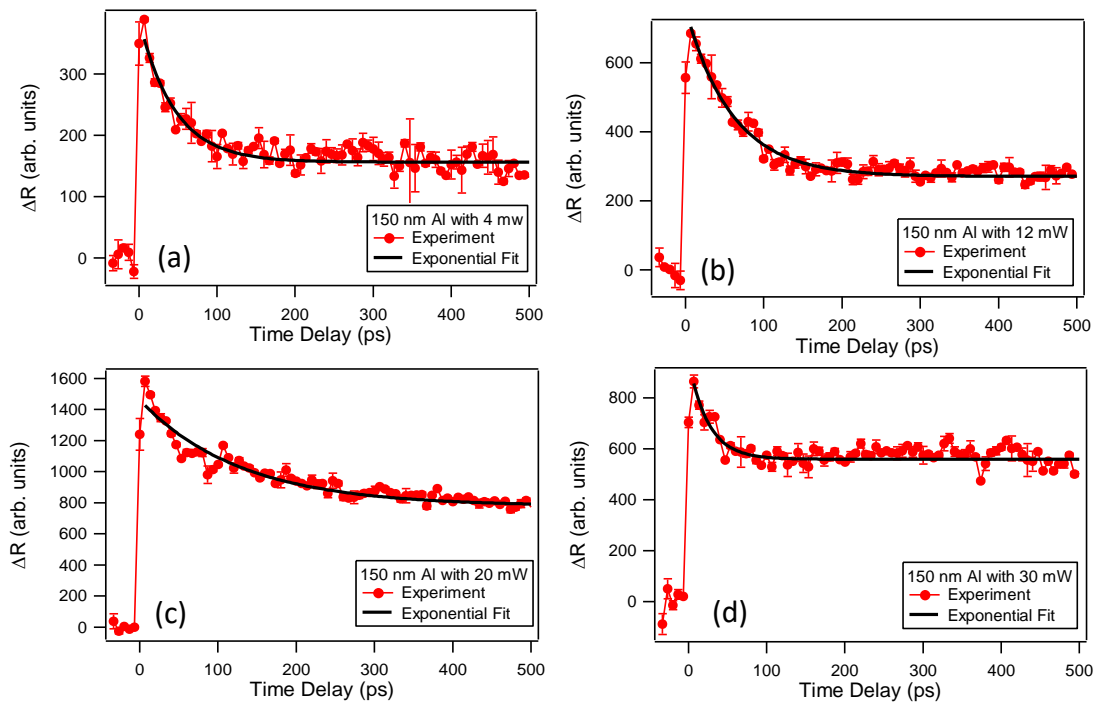 300
200
100
0
ΔR (arb. units)
0
100
200
300
400
500
Time Delay (ps)
150 nm Al with 4 mw
Experiment
Exponential Fit
(a)
600
400
200
0
ΔR (arb. units)
0
100
200
300
400
500
Time Delay (ps)
150 nm Al with 12 mW
Experiment
Exponential Fit
(b)
1600
1400
1200
1000
800
600
400
200
0
ΔR (arb. units)
0
100
200
300
400
500
Time Delay (ps)
150 nm Al with 20 mW
Experiment
Exponential Fit
(c)
800
600
400
200
0
ΔR (arb. units)
0
100
200
300
400
500
Time Delay (ps)
150 nm Al with 30 mW
Experiment
Exponential Fit
(d)